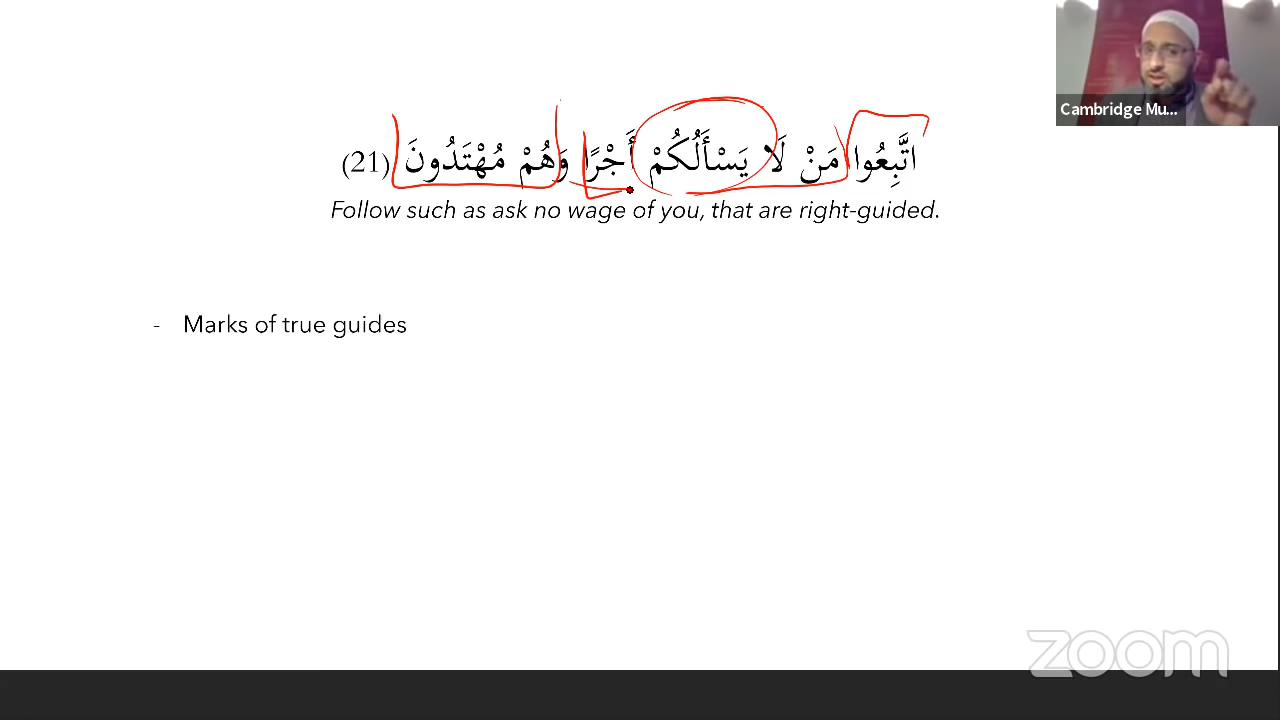 Cambridge Mu...
اتَّبِعُوا مَنْ لَا يَسْأَلُكُمْ أَجْرًا وَهُمْ مُهْتَدُونَ (21)
Follow such as ask no wage of you, that are right-guided.
- Marks of true guides
zoom